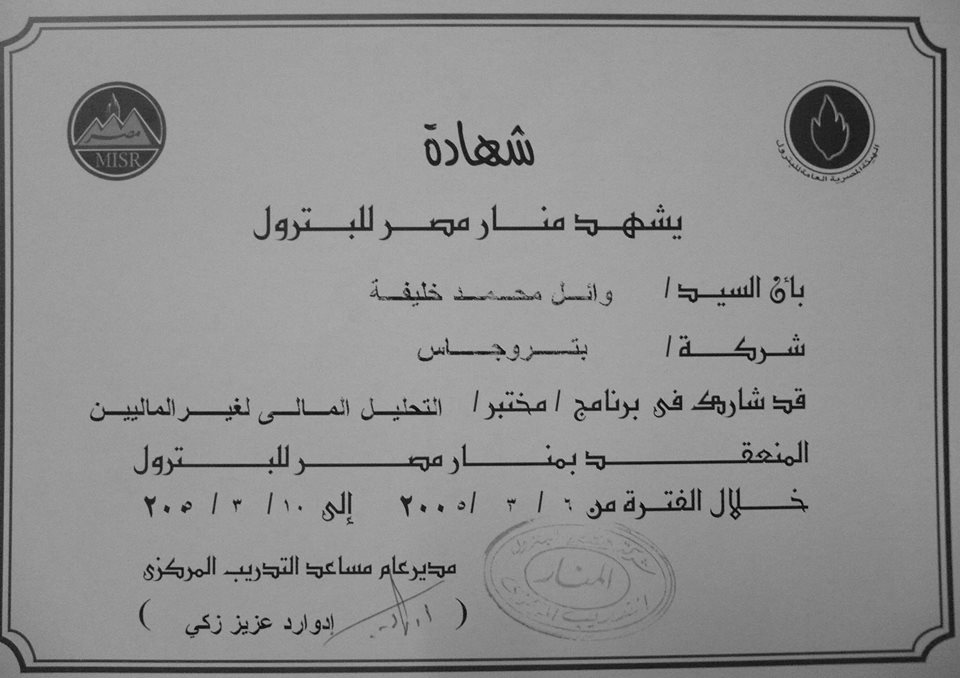 مصر
MISR
الهيئة المصرية العامة للبترول
شهادة
يشهد منار مصر للبترول
بأن السيد / وائل محمد خليفة
شركة / بتروجاس
قد شارك فى برنامج / مختبر / التحليل المالى لغير الماليين
المنعقد بمنار مصر للبترول
خلال الفترة من ٦ / ٣ / ٢٠٠٥ إلى ١٠ / ٣ / ٢٠٠٥
مدير عام مساعد التدريب المركزى
( إدوارد عزيز زكي )
المنار